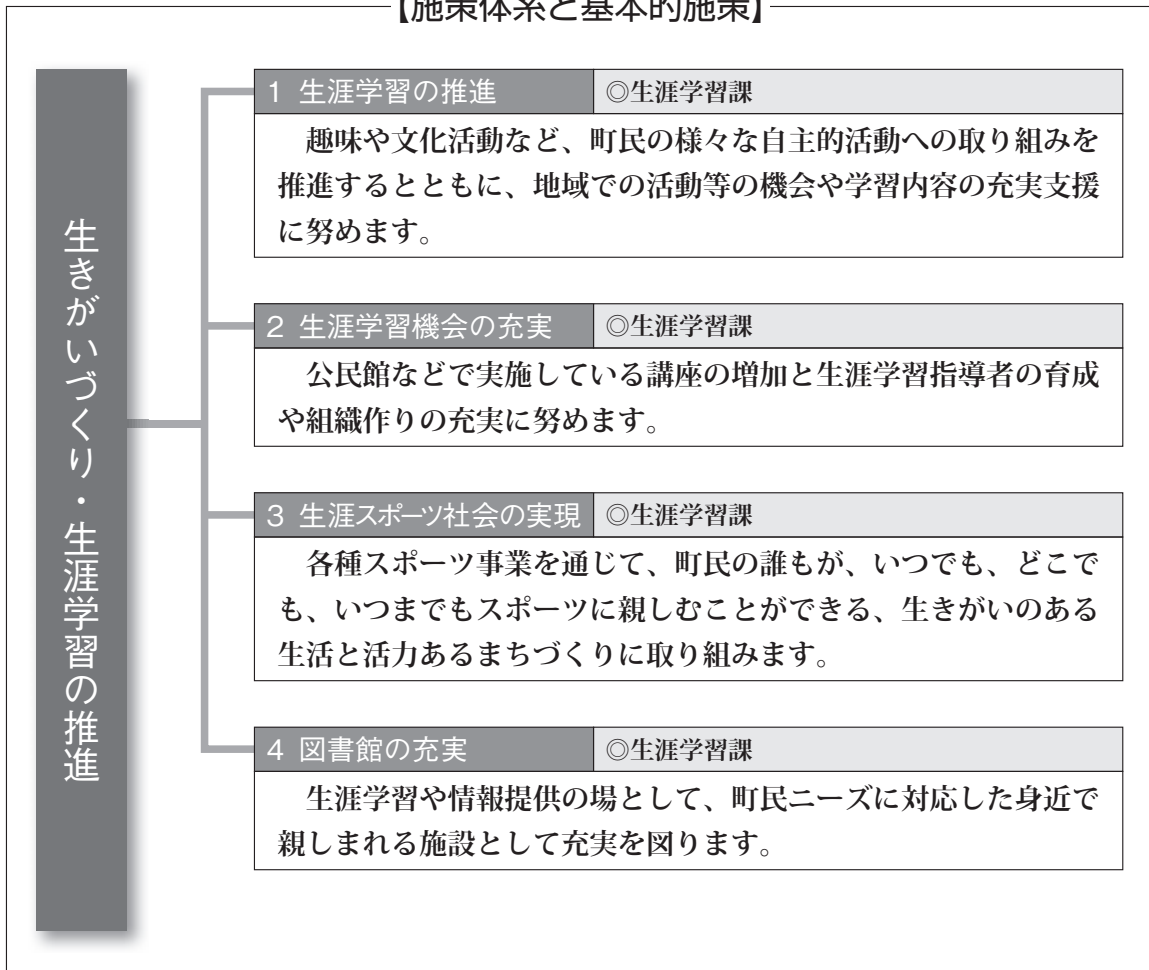 【施策体系と基本的施策】
生きがいづくり・生涯学習の推進
1 生涯学習の推進 ◎生涯学習課
趣味や文化活動など、町民の様々な自主的活動への取り組みを
推進するとともに、地域での活動等の機会や学習内容の充実支援
に努めます。
2 生涯学習機会の充実 ◎生涯学習課
公民館などで実施している講座の増加と生涯学習指導者の育成
や組織作りの充実に努めます。
3 生涯スポーツ社会の実現 ◎生涯学習課
各種スポーツ事業を通じて、町民の誰もが、いつでも、どこで
も、いつまでもスポーツに親しむことができる、生きがいのある
生活と活力あるまちづくりに取り組みます。
4 図書館の充実 ◎生涯学習課
生涯学習や情報提供の場として、町民ニーズに対応した身近で
親しまれる施設として充実を図ります。